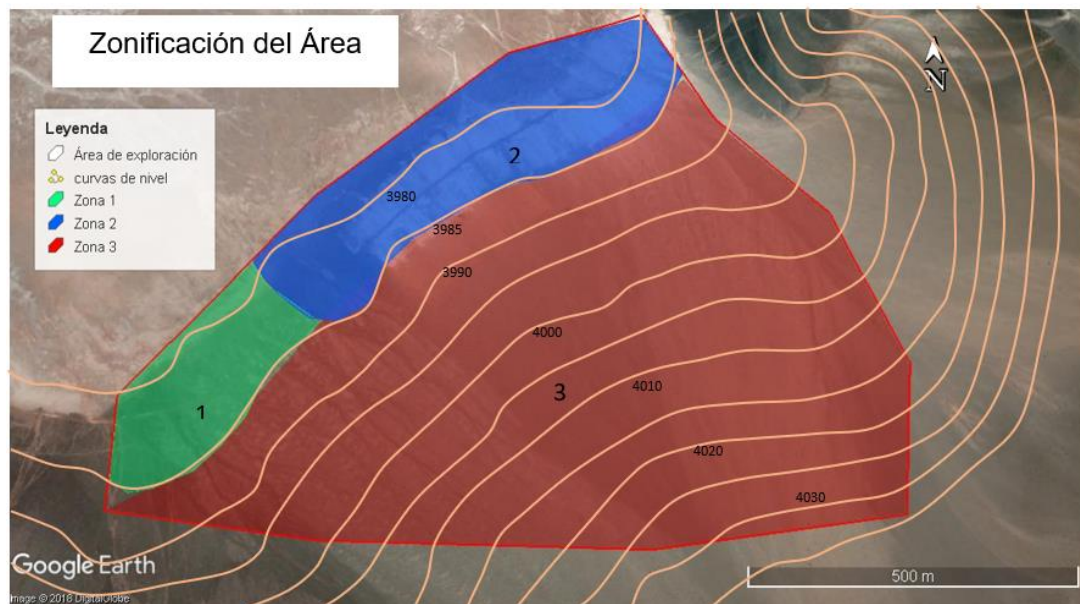 Zonificación del Área
N
Leyenda
Área de exploración
curvas de nivel
Zona 1
Zona 2
Zona 3
2
3980
3985
3990
4000
4010
3
1
4020
4030
Google Earth
500 m
Image © 2018 DigitalGlobe